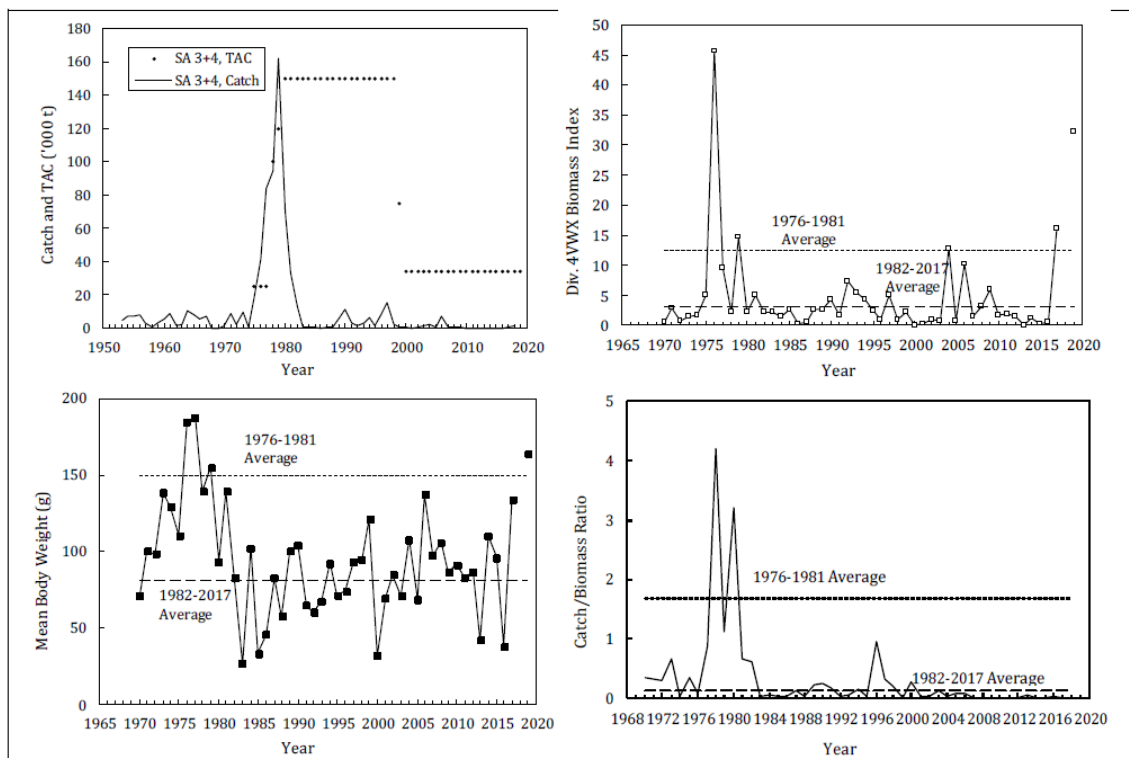 SA 3+4, TAC
SA 3+4, Catch
Catch and TAC ('000 t)
180
160
140
120
100
80
60
40
20
0
1950 1960 1970 1980 1990 2000 2010 2020
Year
Div. 4VWX Biomass Index
50
45
40
35
30
25
20
15
10
5
0
1976-1981
Average
1982-2017
Average
1965 1970 1975 1980 1985 1990 1995 2000 2005 2010 2015 2020
Year
Mean Body Weight (g)
200
150
100
50
0
1976-1981
Average
1982-2017
Average
1965 1970 1975 1980 1985 1990 1995 2000 2005 2010 2015 2020
Year
Catch/Biomass Ratio
5
4
3
2
1
0
1976-1981 Average
1982-2017 Average
1968 1972 1976 1980 1984 1988 1992 1996 2000 2004 2008 2012 2016 2020
Year